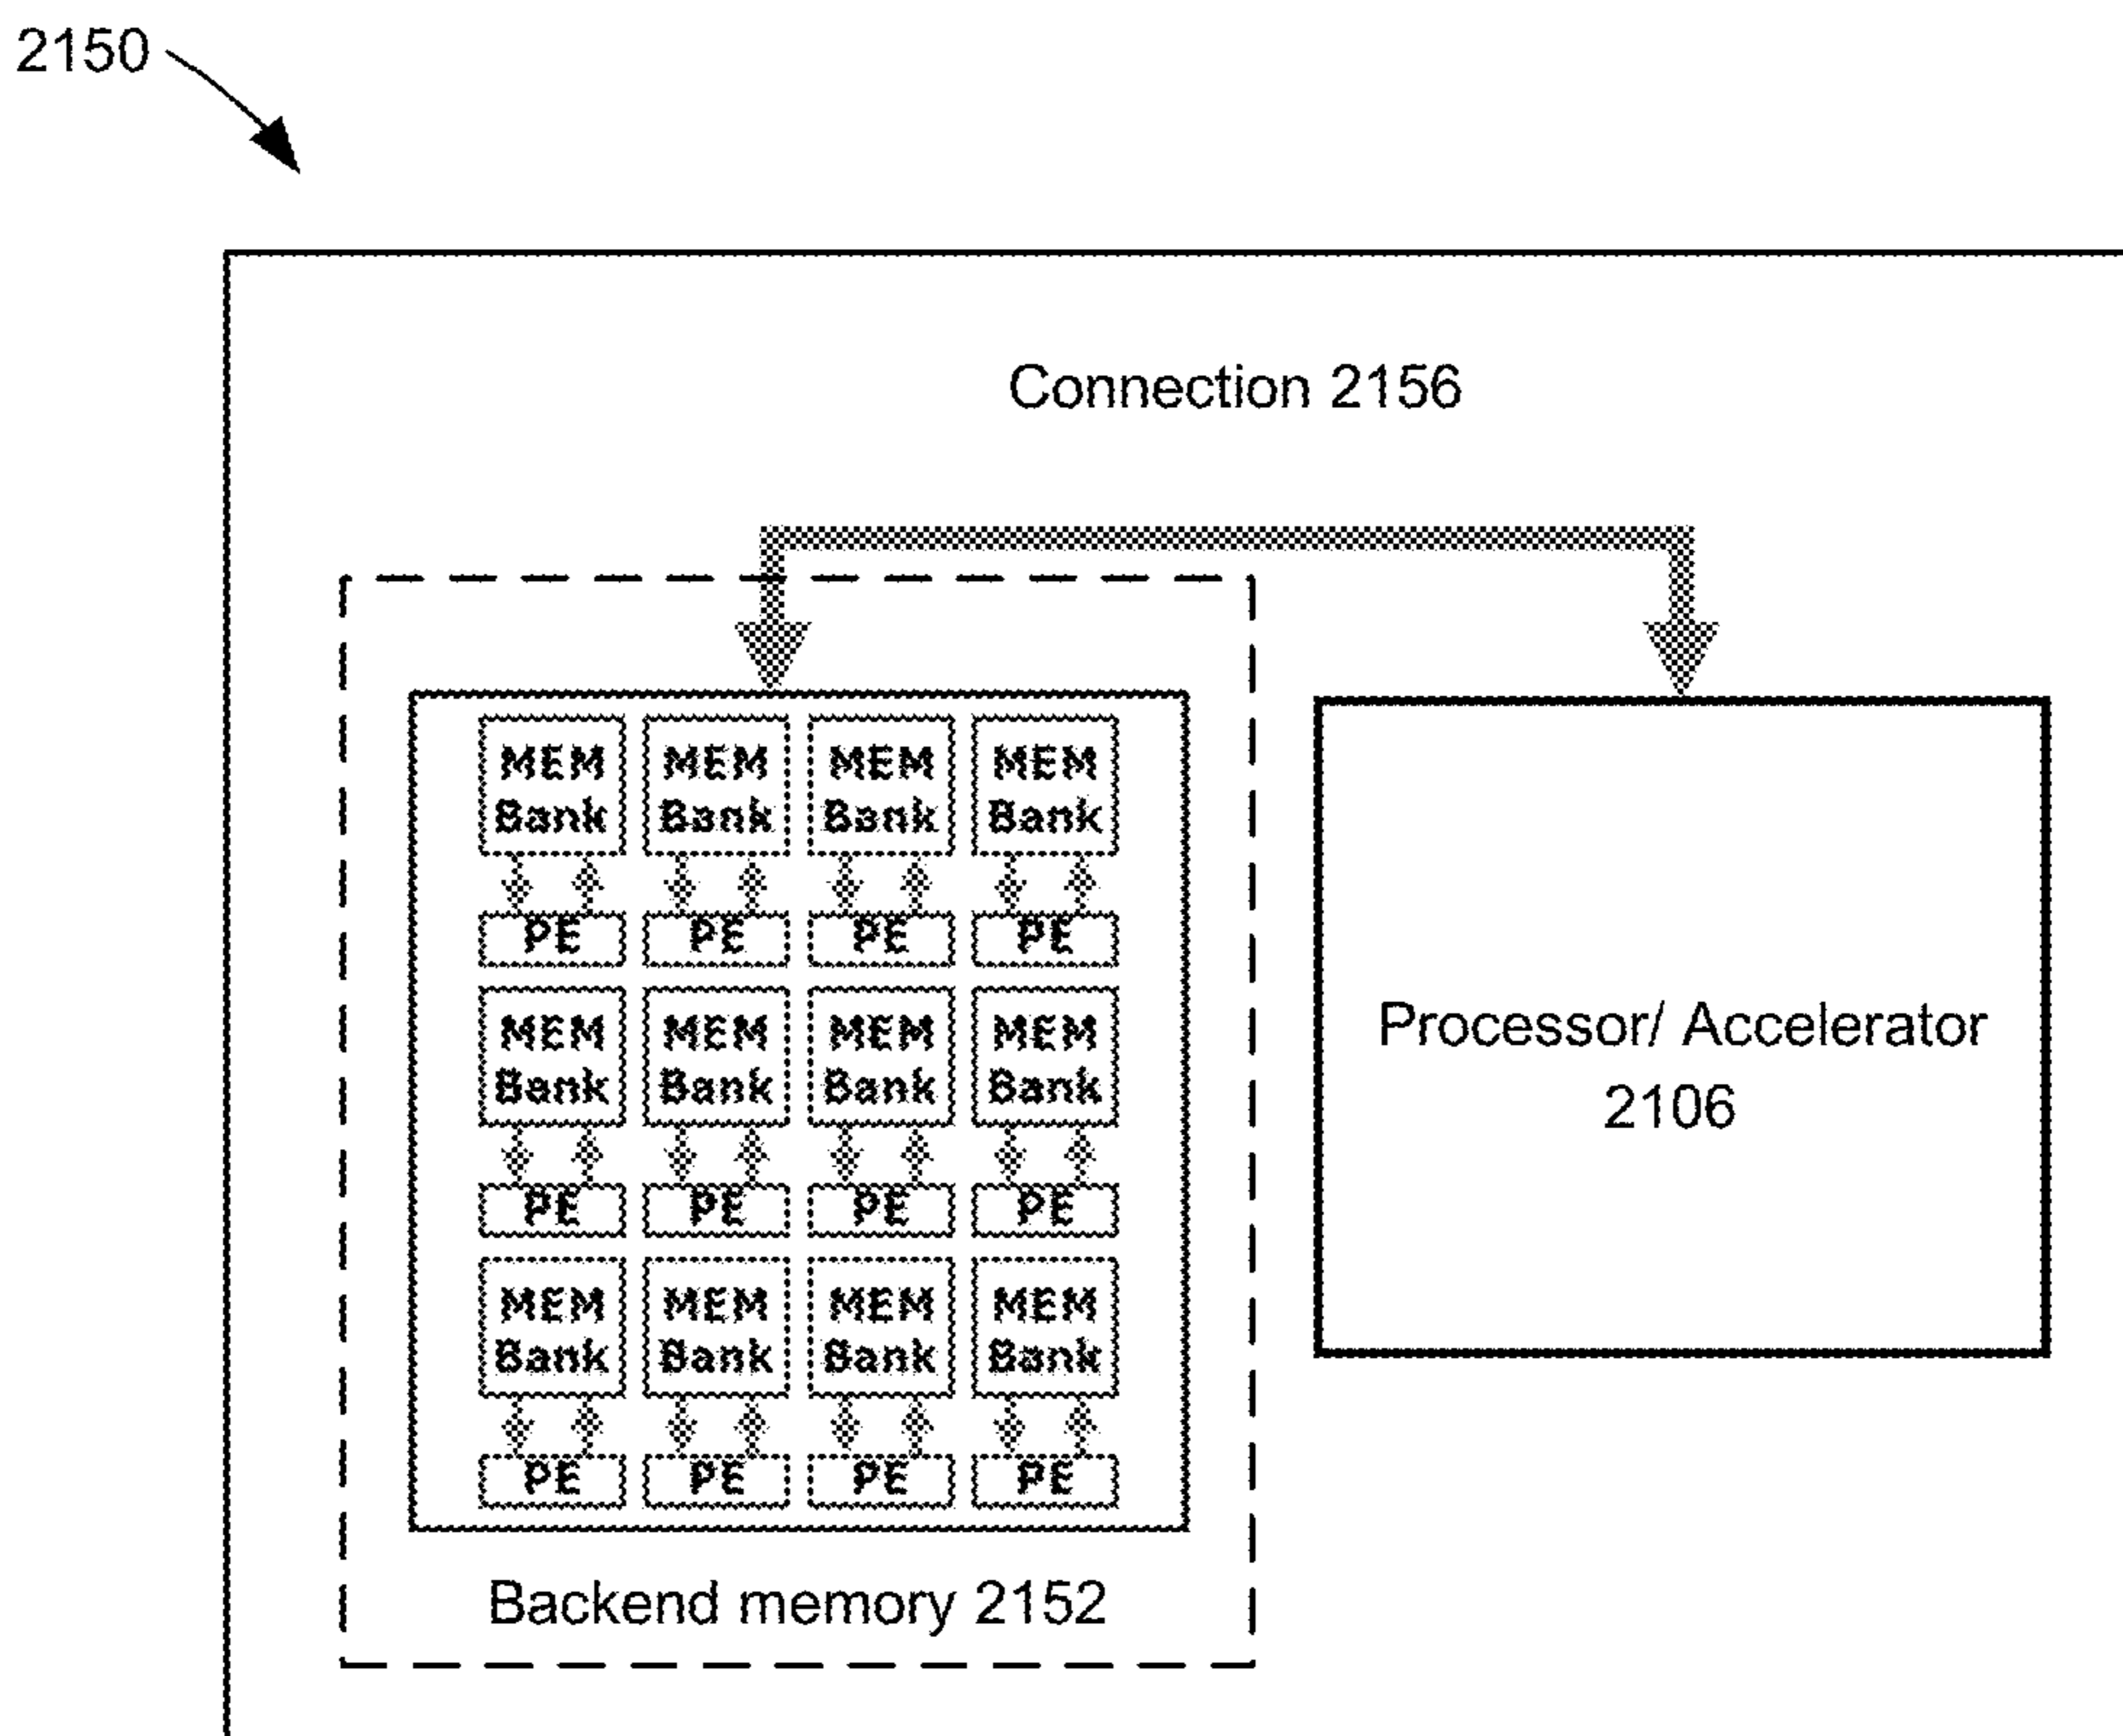 2150
Connection 2156
MEM MEM MEM MEM
Bank Bank Bank Bank
PE PE PE PE
MEM MEM MEM MEM
Bank Bank Bank Bank
PE PE PE PE
MEM MEM MEM MEM
Bank Bank Bank Bank
PE PE PE PE
Backend memory 2152
Processor/ Accelerator
2106